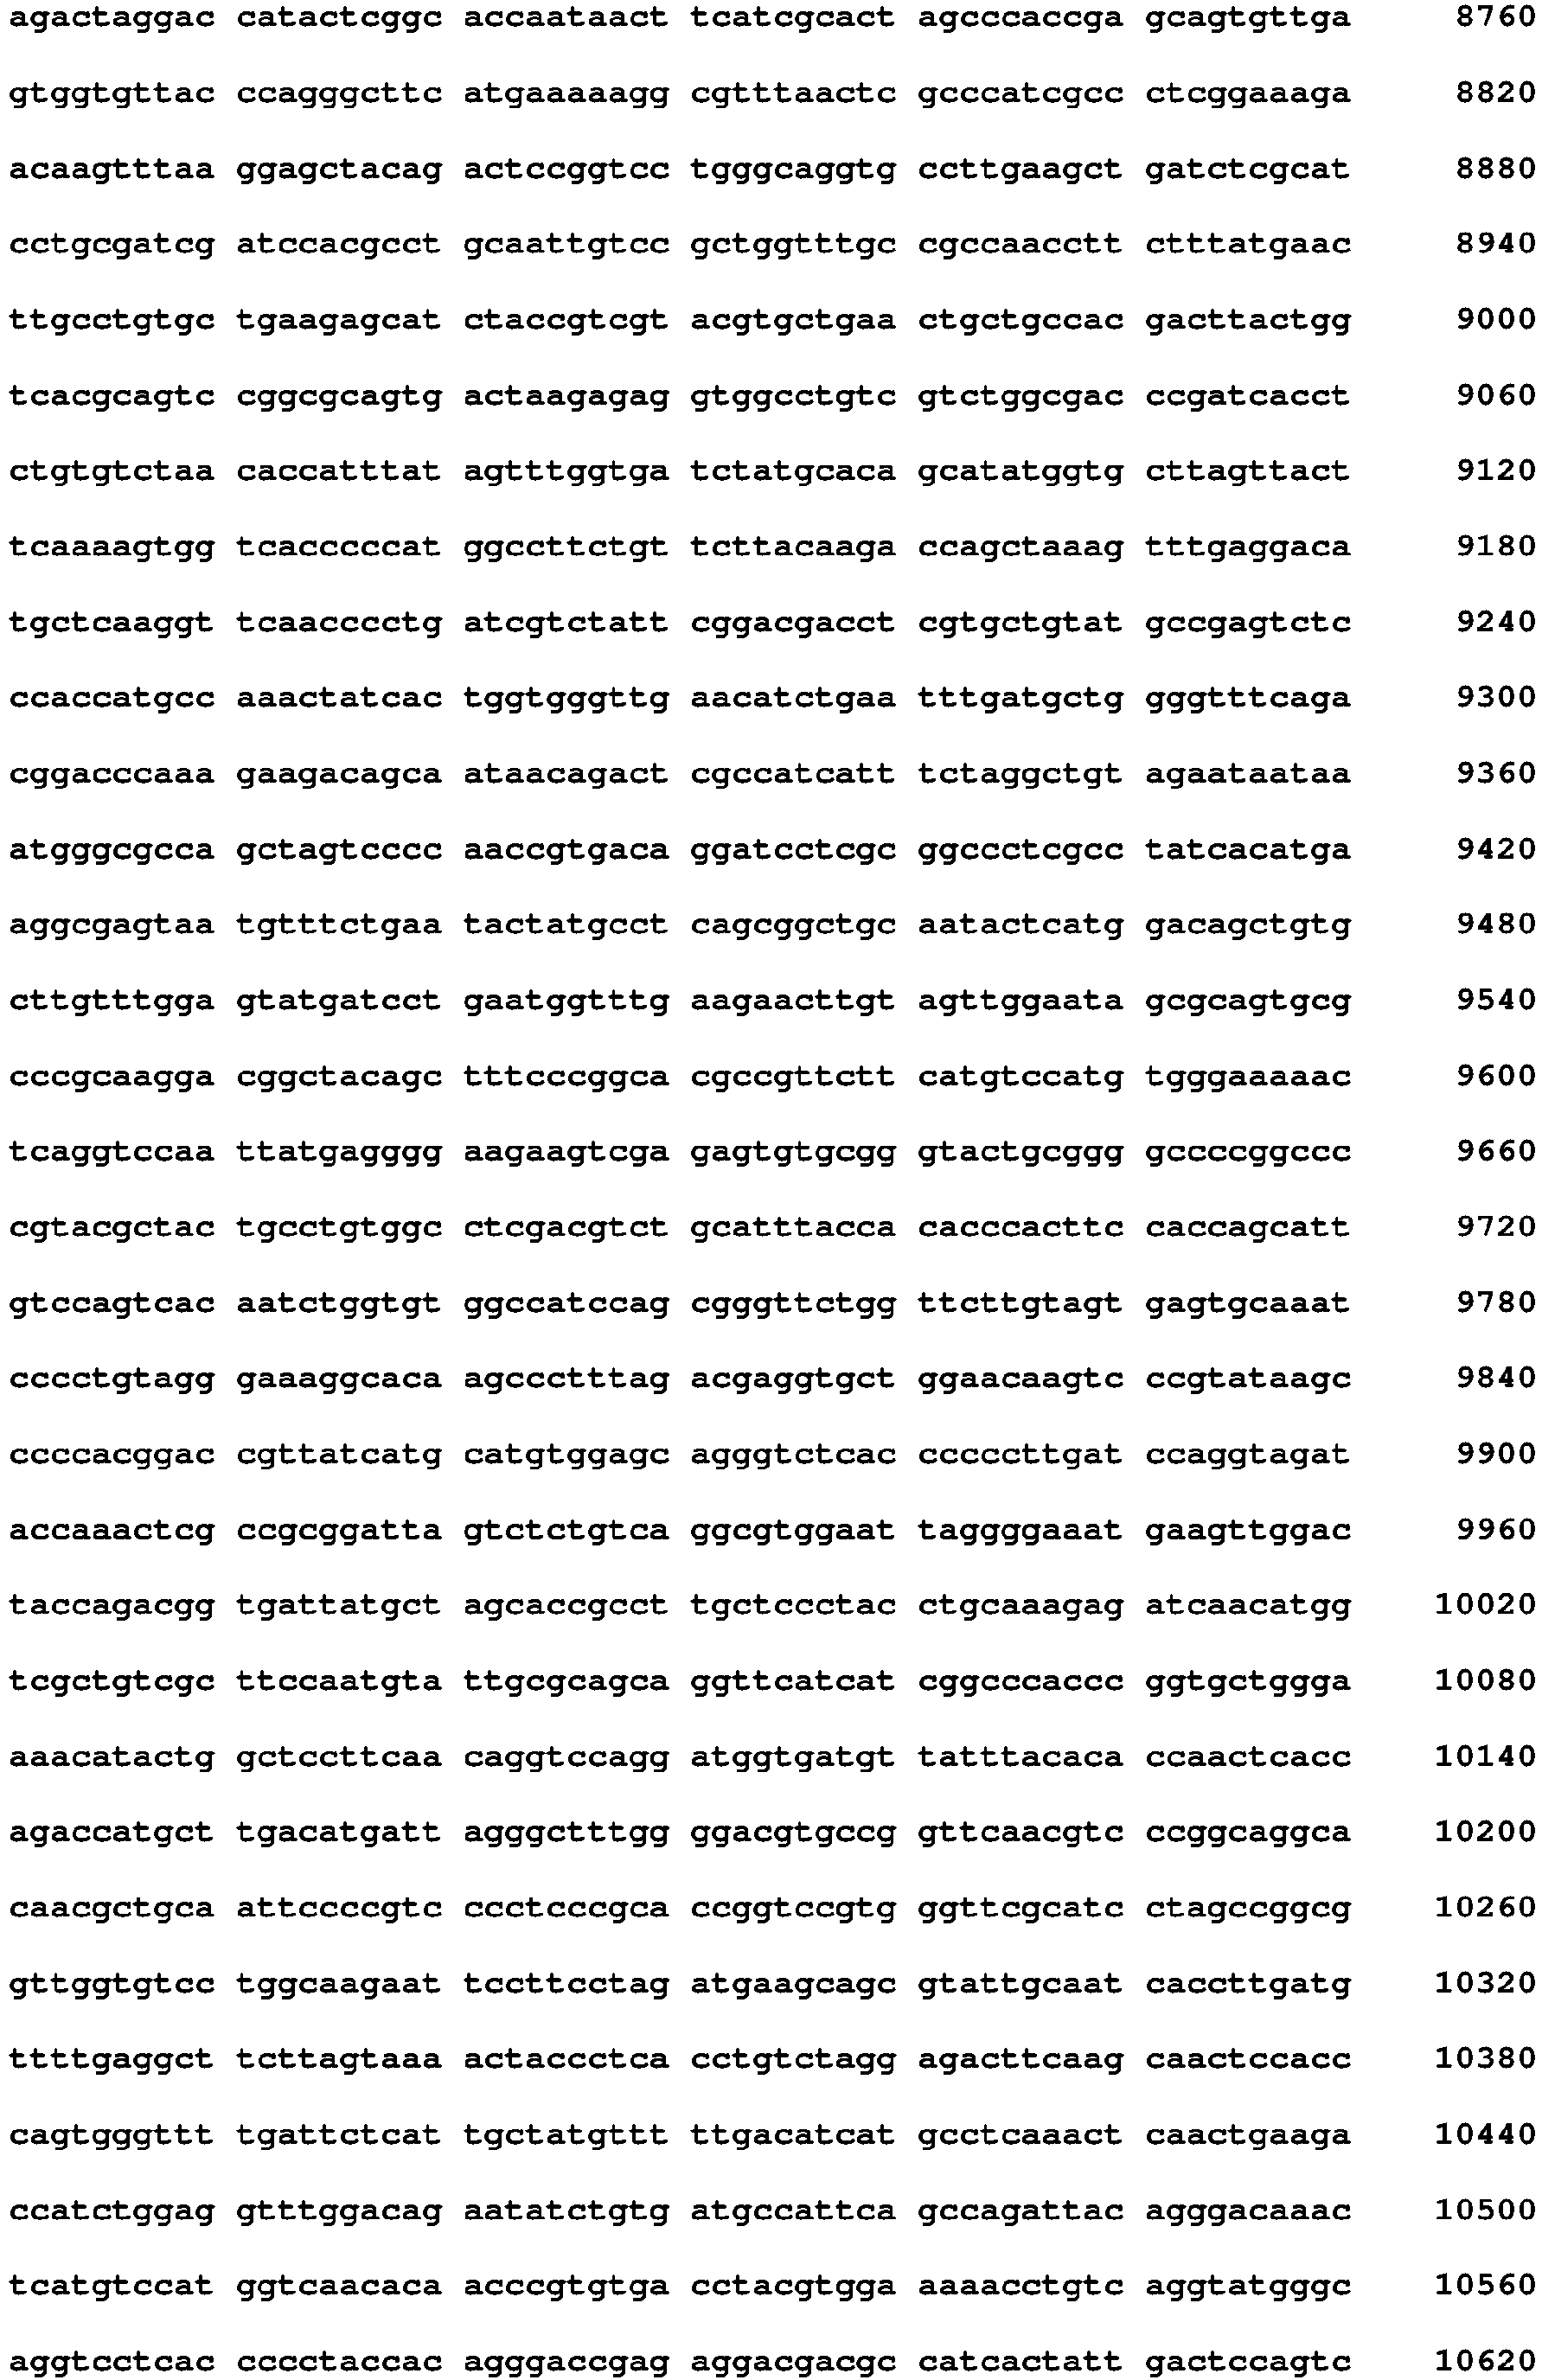 agactaggac catactcggc accaataact tcatcgcact agcccaccga gcagtgttga 8760
gtggtgttac ccagggcttc atgaaaaagg cgtttaactc gcccatcgcc ctcggaaaga 8820
acaagtttaa ggagctacag actccggtcc tgggcaggtg ccttgaagct gatctcgcat 8880
cctgcgatcg atccacgcct gcaattgtcc gctggtttgc cgccaacctt ctttatgaac 8940
ttgcctgtgc tgaagagcat ctaccgtcgt acgtgctgaa ctgctgccac gacttactgg 9000
tcacgcagtc cggcgcagtg actaagagag gtggcctgtc gtctggcgac ccgatcacct 9060
ctgtgtctaa caccatttat agtttggtga tctatgcaca gcatatggtg cttagttact 9120
tcaaaagtgg tcacccccat ggccttctgt tcttacaaga ccagctaaag tttgaggaca 9180
tgctcaaggt tcaacccctg atcgtctatt cggacgacct cgtgctgtat gccgagtctc 9240
ccaccatgcc aaactatcac tggtgggttg aacatctgaa tttgatgctg gggtttcaga 9300
cggacccaaa gaagacagca ataacagact cgccatcatt tctaggctgt agaataataa 9360
atgggcgcca gctagtcccc aaccgtgaca ggatcctcgc ggccctcgcc tatcacatga 9420
aggcgagtaa tgtttctgaa tactatgcct cagcggctgc aatactcatg gacagctgtg 9480
cttgtttgga gtatgatcct gaatggtttg aagaacttgt agttggaata gcgcagtgcg 9540
cccgcaagga cggctacagc tttcccggca cgccgttctt catgtccatg tgggaaaaac 9600
tcaggtccaa ttatgagggg aagaagtcga gagtgtgcgg gtactgcggg gccccggccc 9660
cgtacgctac tgcctgtggc ctcgacgtct gcatttacca cacccacttc caccagcatt 9720
gtccagtcac aatctggtgt ggccatccag cgggttctgg ttcttgtagt gagtgcaaat 9780
cccctgtagg gaaaggcaca agccctttag acgaggtgct ggaacaagtc ccgtataagc 9840
ccccacggac cgttatcatg catgtggagc agggtctcac cccccttgat ccaggtagat 9900
accaaactcg ccgcggatta gtctctgtca ggcgtggaat taggggaaat gaagttggac 9960
taccagacgg tgattatgct agcaccgcct tgctccctac ctgcaaagag atcaacatgg 10020
tcgctgtcgc ttccaatgta ttgcgcagca ggttcatcat cggcccaccc ggtgctggga 10080
aaacatactg gctccttcaa caggtccagg atggtgatgt tatttacaca ccaactcacc 10140
agaccatgct tgacatgatt agggctttgg ggacgtgccg gttcaacgtc ccggcaggca 10200
caacgctgca attccccgtc ccctcccgca ccggtccgtg ggttcgcatc ctagccggcg 10260
gttggtgtcc tggcaagaat tccttcctag atgaagcagc gtattgcaat caccttgatg 10320
ttttgaggct tcttagtaaa actaccctca cctgtctagg agacttcaag caactccacc 10380
cagtgggttt tgattctcat tgctatgttt ttgacatcat gcctcaaact caactgaaga 10440
ccatctggag gtttggacag aatatctgtg atgccattca gccagattac agggacaaac 10500
tcatgtccat ggtcaacaca acccgtgtga cctacgtgga aaaacctgtc aggtatgggc 10560
aggtcctcac cccctaccac agggaccgag aggacgacgc catcactatt gactccagtc 10620